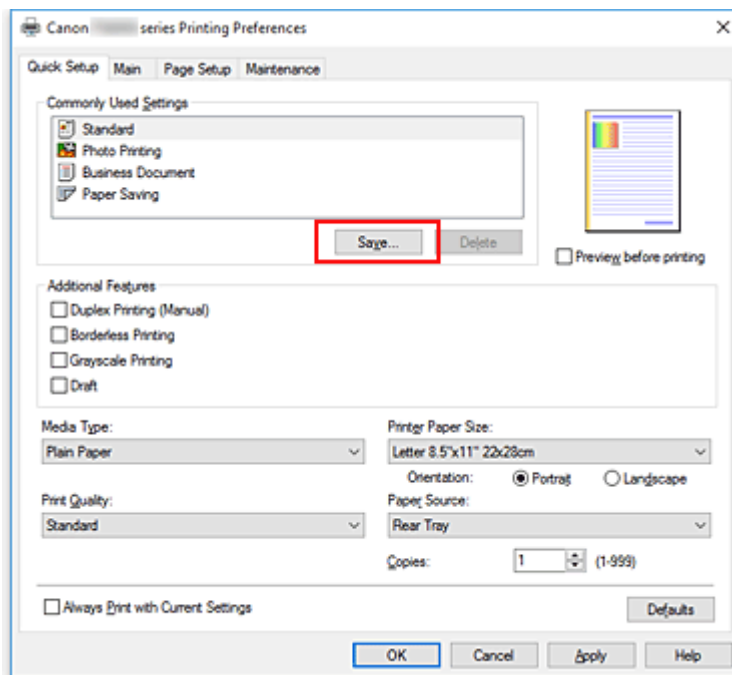 Canon series Printing Preferences
Quick Setup Main Page Setup Maintenance
Commonly Used Settings
Standard
Photo Printing
Business Document
Paper Saving
Save... Delete
Preview before printing
Additional Features
Duplex Printing (Manual)
Borderless Printing
Grayscale Printing
Draft
Media Type: Printer Paper Size:
Plain Paper Letter 8.5"x11" 22x28cm
Orientation: Portrait Landscape
Print Quality: Paper Source:
Standard Rear Tray
Copies: 1 (1-999)
Always Print with Current Settings Defaults
OK Cancel Apply Help